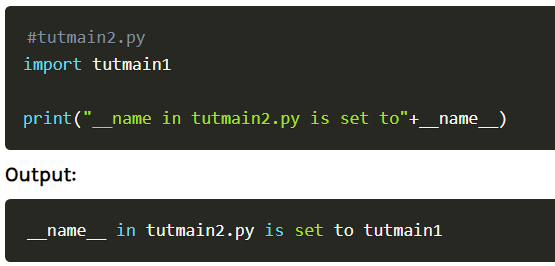 #tutmain2.py
import tutmain1
print("__name in tutmain2.py is set to"+__name__)
Output:
__name__ in tutmain2.py is set to tutmain1